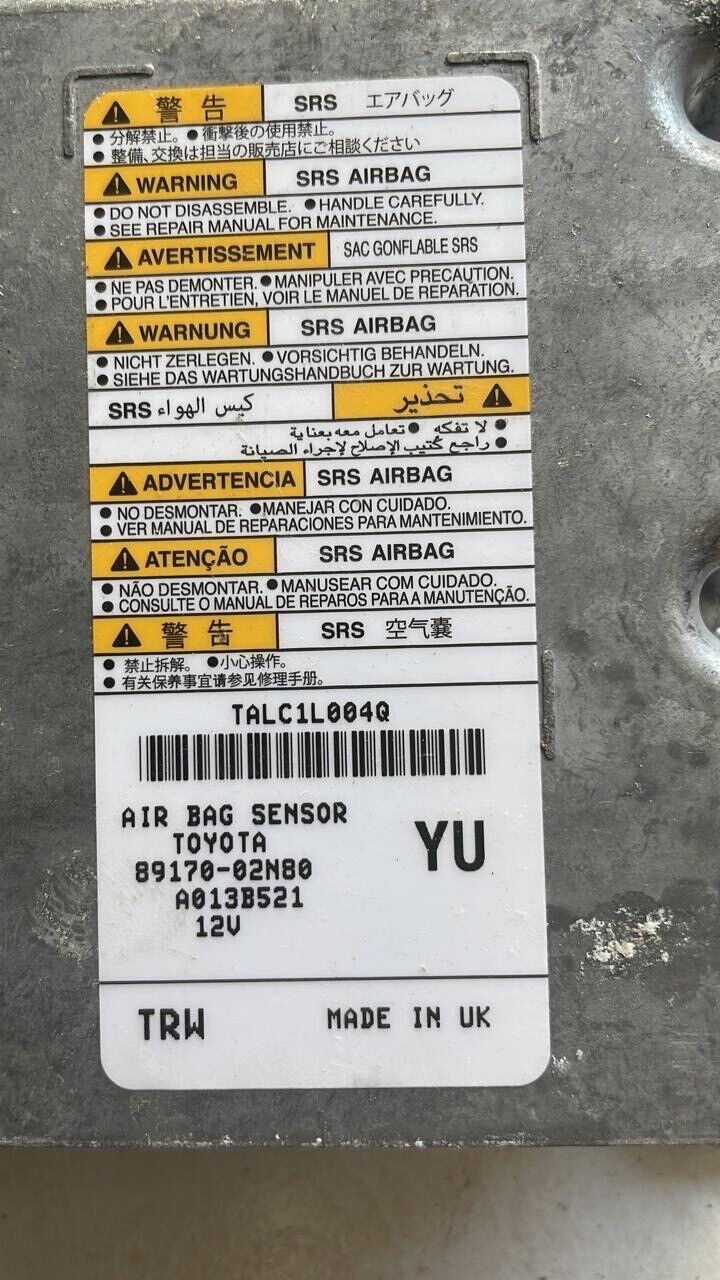 警告 SRS エアバッグ
●分解禁止。 ●衝撃後の使用禁止。
●整備、交換は担当の販売店にご相談ください
WARNING SRS AIRBAG
●DO NOT DISASSEMBLE. ●HANDLE CAREFULLY.
●SEE REPAIR MANUAL FOR MAINTENANCE.
AVERTISSEMENT SAC GONFLABLE SRS
●NE PAS DEMONTER. ●MANIPULER AVEC PRECAUTION.
●POUR L'ENTRETIEN, VOIR LE MANUEL DE REPARATION.
WARNUNG SRS AIRBAG
●NICHT ZERLEGEN. ●VORSICHTIG BEHANDELN.
●SIEHE DAS WARTUNGSHANDBUCH ZUR WARTUNG.
تحذير كيس الهواء SRS
●لا تفكه ●تعامل معه بعناية
●راجع كتيب الإصلاح لإجراء الصيانة
ADVERTENCIA SRS AIRBAG
●NO DESMONTAR. ●MANEJAR CON CUIDADO.
●VER MANUAL DE REPARACIONES PARA MANTENIMIENTO.
ATENÇÃO SRS AIRBAG
●NÃO DESMONTAR. ●MANUSEAR COM CUIDADO.
●CONSULTE O MANUAL DE REPAROS PARA A MANUTENÇÃO.
警告 SRS 空气囊
●禁止拆解。 ●小心操作。
●有关保养事宜请参见修理手册。
TALC1L004Q
AIR BAG SENSOR
TOYOTA YU
89170-02N80
A013B521
12V
TRW MADE IN UK